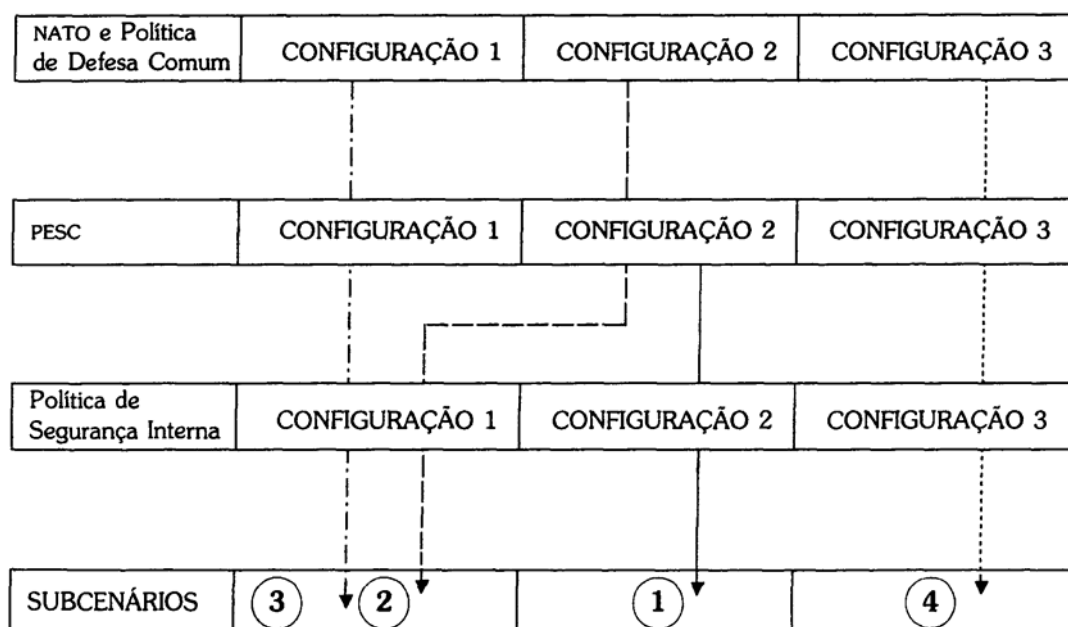 NATO e Política
de Defesa Comum
CONFIGURAÇÃO 1
CONFIGURAÇÃO 2
CONFIGURAÇÃO 3
PESC
CONFIGURAÇÃO 1
CONFIGURAÇÃO 2
CONFIGURAÇÃO 3
Política de
Segurança Interna
CONFIGURAÇÃO 1
CONFIGURAÇÃO 2
CONFIGURAÇÃO 3
SUBCENÁRIOS
3
2
1
4